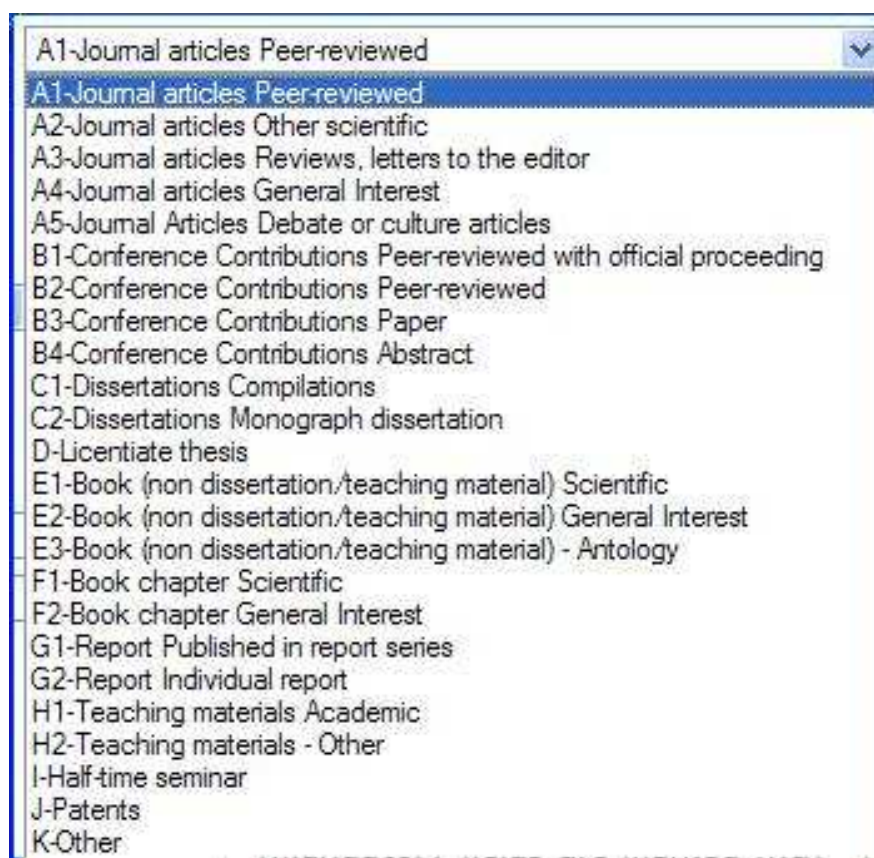 A1-Journal articles Peer-reviewed
A1-Journal articles Peer-reviewed
A2-Journal articles Other scientific
A3-Journal articles Reviews, letters to the editor
A4-Journal articles General Interest
A5-Journal Articles Debate or culture articles
B1-Conference Contributions Peer-reviewed with official proceeding
B2-Conference Contributions Peer-reviewed
B3-Conference Contributions Paper
B4-Conference Contributions Abstract
C1-Dissertations Compilations
C2-Dissertations Monograph dissertation
D-Licentiate thesis
E1-Book (non dissertation/teaching material) Scientific
E2-Book (non dissertation/teaching material) General Interest
E3-Book (non dissertation/teaching material) - Antology
F1-Book chapter Scientific
F2-Book chapter General Interest
G1-Report Published in report series
G2-Report Individual report
H1-Teaching materials Academic
H2-Teaching materials - Other
I-Half-time seminar
J-Patents
K-Other